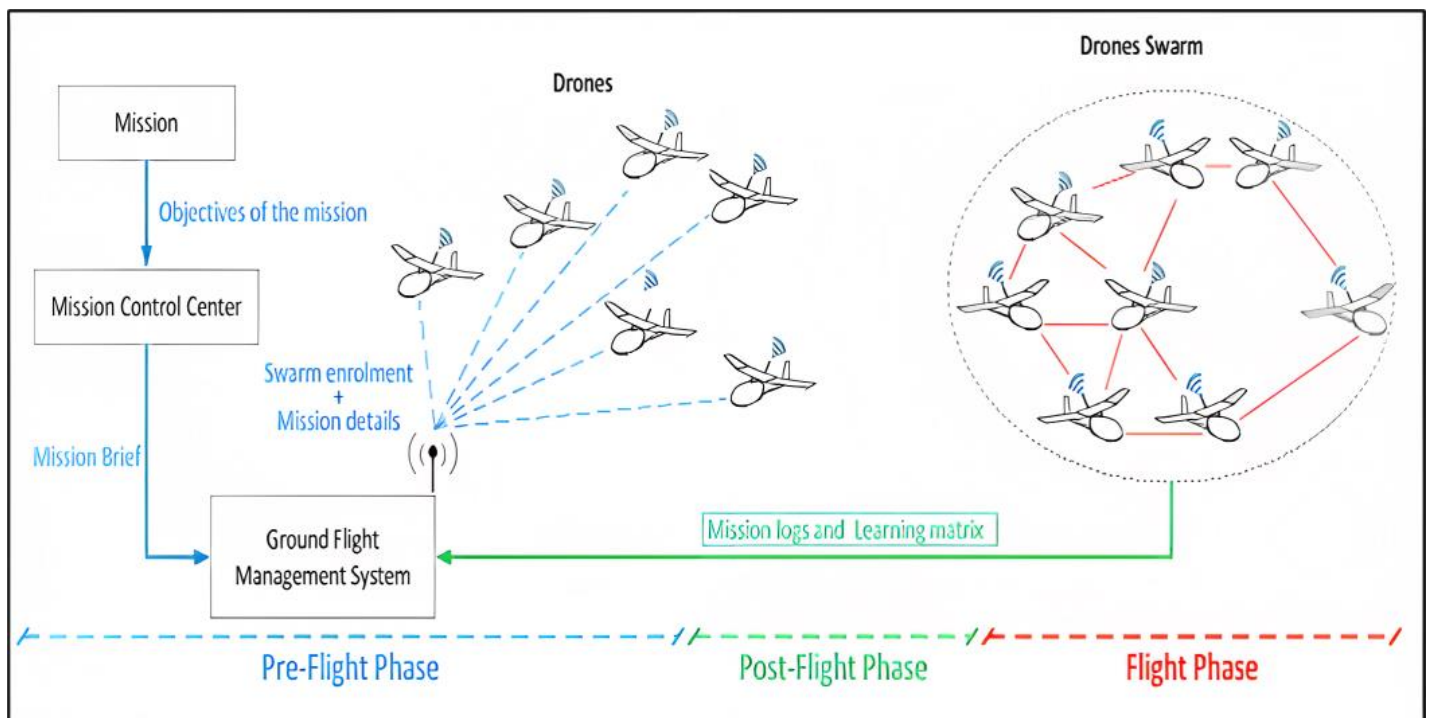 Drones Swarm
Drones
Mission
Objectives of the mission
Mission Control Center
Swarm enrolment
+
Mission details
Mission Brief
Ground Flight
Management System
Mission logs and Learning matrix
Pre-Flight Phase
Post-Flight Phase
Flight Phase